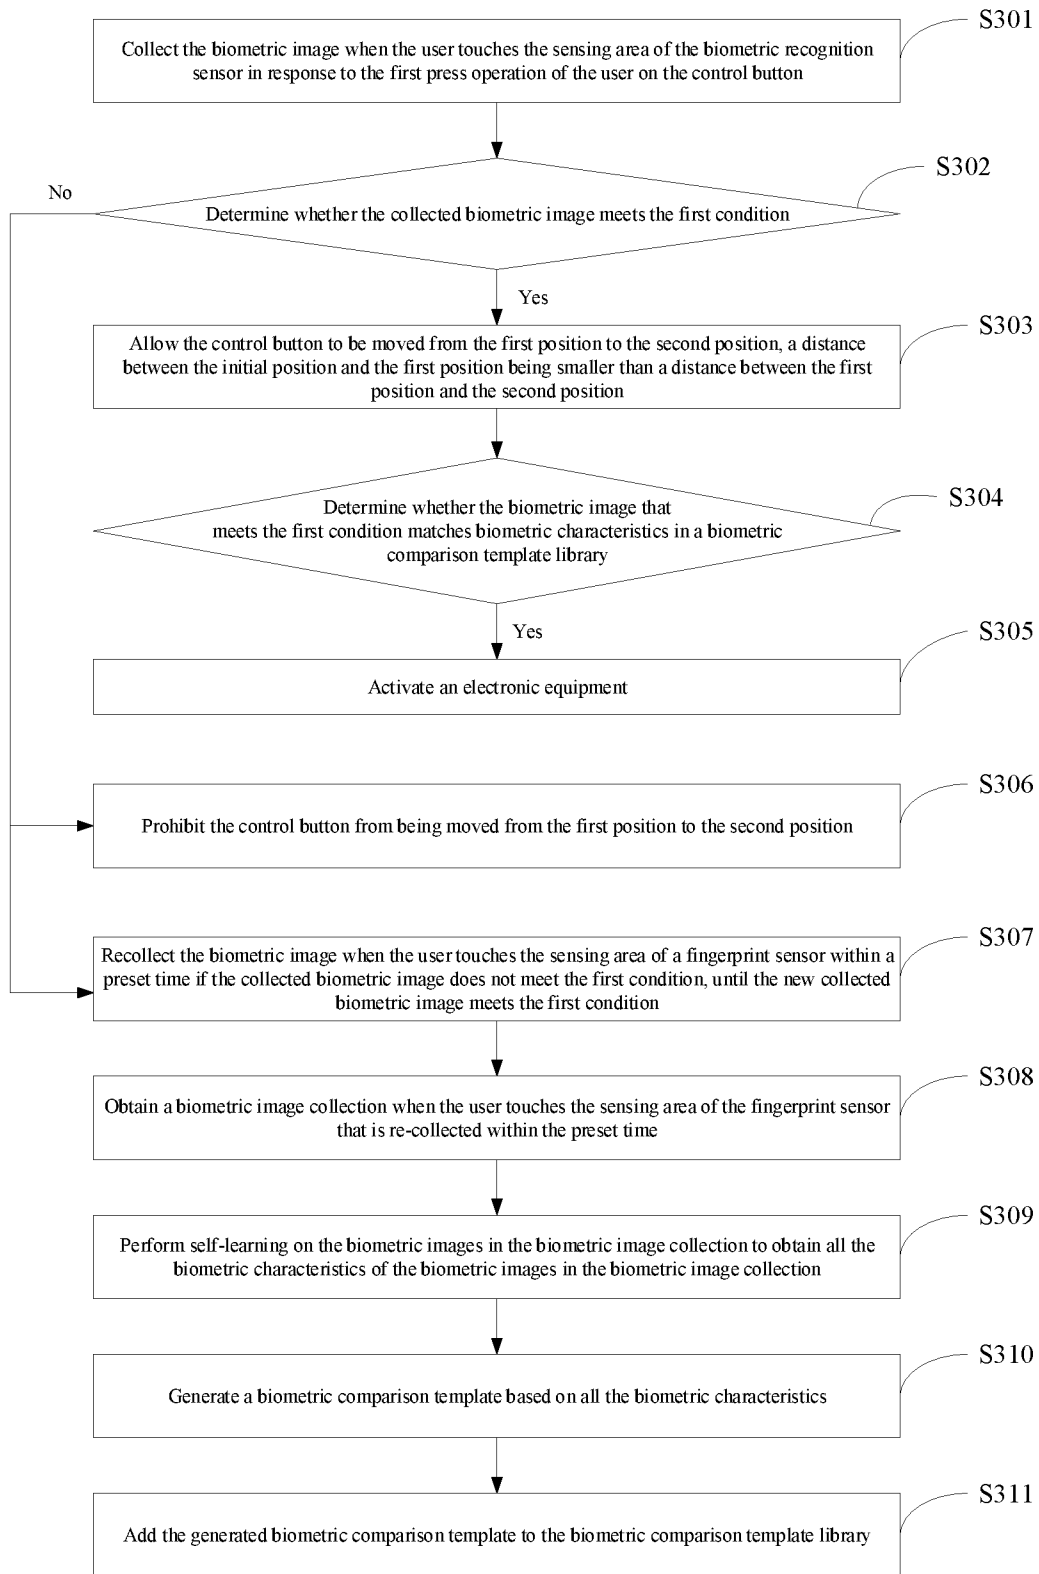 S301
Collect the biometric image when the user touches the sensing area of the biometric recognition
sensor in response to the first press operation of the user on the control button
S302
No
Determine whether the collected biometric image meets the first condition
Yes
S303
Allow the control button to be moved from the first position to the second position, a distance
between the initial position and the first position being smaller than a distance between the first
position and the second position
S304
Determine whether the biometric image that
meets the first condition matches biometric characteristics in a biometric
comparison template library
Yes
S305
Activate an electronic equipment
S306
Prohibit the control button from being moved from the first position to the second position
S307
Recollect the biometric image when the user touches the sensing area of a fingerprint sensor within a
preset time if the collected biometric image does not meet the first condition, until the new collected
biometric image meets the first condition
S308
Obtain a biometric image collection when the user touches the sensing area of the fingerprint sensor
that is re-collected within the preset time
S309
Perform self-learning on the biometric images in the biometric image collection to obtain all the
biometric characteristics of the biometric images in the biometric image collection
S310
Generate a biometric comparison template based on all the biometric characteristics
S311
Add the generated biometric comparison template to the biometric comparison template library